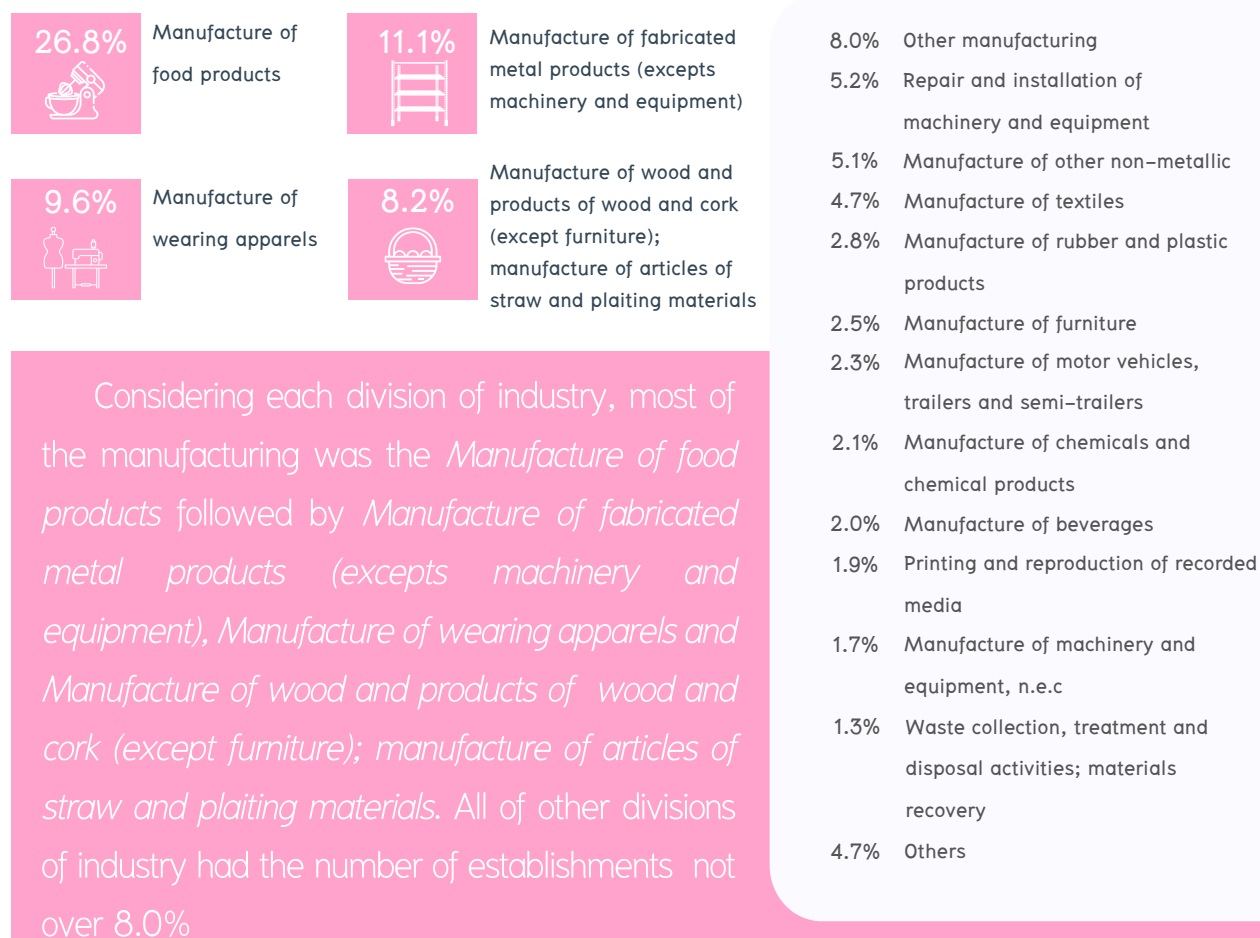 26.8%
Manufacture of
food products
11.1%
Manufacture of fabricated
metal products (excepts
machinery and equipment)
9.6%
Manufacture of
wearing apparels
8.2%
Manufacture of wood and
products of wood and cork
(except furniture);
manufacture of articles of
straw and plaiting materials
Considering each division of industry, most of
the manufacturing was the Manufacture of food
products followed by Manufacture of fabricated
metal products (excepts machinery and
equipment), Manufacture of wearing apparels and
Manufacture of wood and products of wood and
cork (except furniture); manufacture of articles of
straw and plaiting materials. All of other divisions
of industry had the number of establishments not
over 8.0%
8.0% Other manufacturing
5.2% Repair and installation of
machinery and equipment
5.1% Manufacture of other non-metallic
4.7% Manufacture of textiles
2.8% Manufacture of rubber and plastic
products
2.5% Manufacture of furniture
2.3% Manufacture of motor vehicles,
trailers and semi-trailers
2.1% Manufacture of chemicals and
chemical products
2.0% Manufacture of beverages
1.9% Printing and reproduction of recorded
media
1.7% Manufacture of machinery and
equipment, n.e.c
1.3% Waste collection, treatment and
disposal activities; materials
recovery
4.7% Others